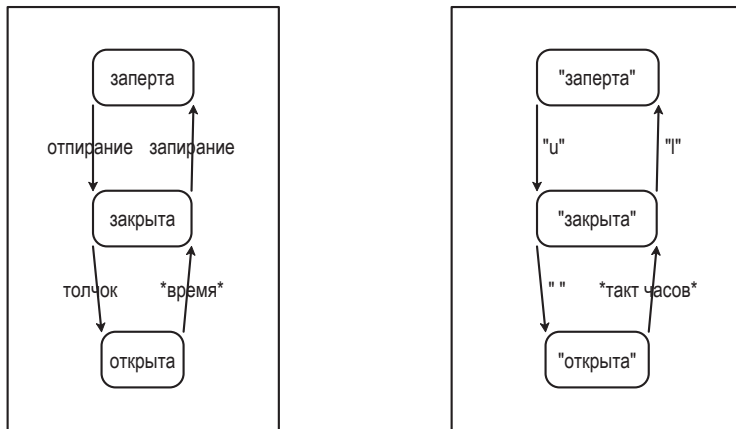 заперта
отпирание запирание
закрыта
толчок *время*
открыта
"заперта"
"u" "l"
"закрыта"
" " *такт часов*
"открыта"